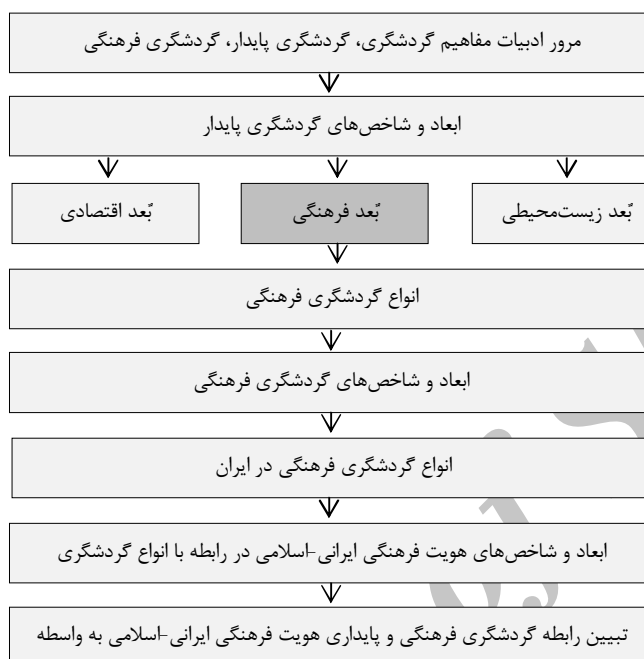 مرور ادبیات مفاهیم گردشگری، گردشگری پایدار، گردشگری فرهنگی
ابعاد و شاخص‌های گردشگری پایدار
بُعد زیست‌محیطی
بُعد فرهنگی
بُعد اقتصادی
انواع گردشگری فرهنگی
ابعاد و شاخص‌های گردشگری فرهنگی
انواع گردشگری فرهنگی در ایران
ابعاد و شاخص‌های هویت فرهنگی ایرانی-اسلامی در رابطه با انواع گردشگری
تبیین رابطه گردشگری فرهنگی و پایداری هویت فرهنگی ایرانی-اسلامی به واسطه